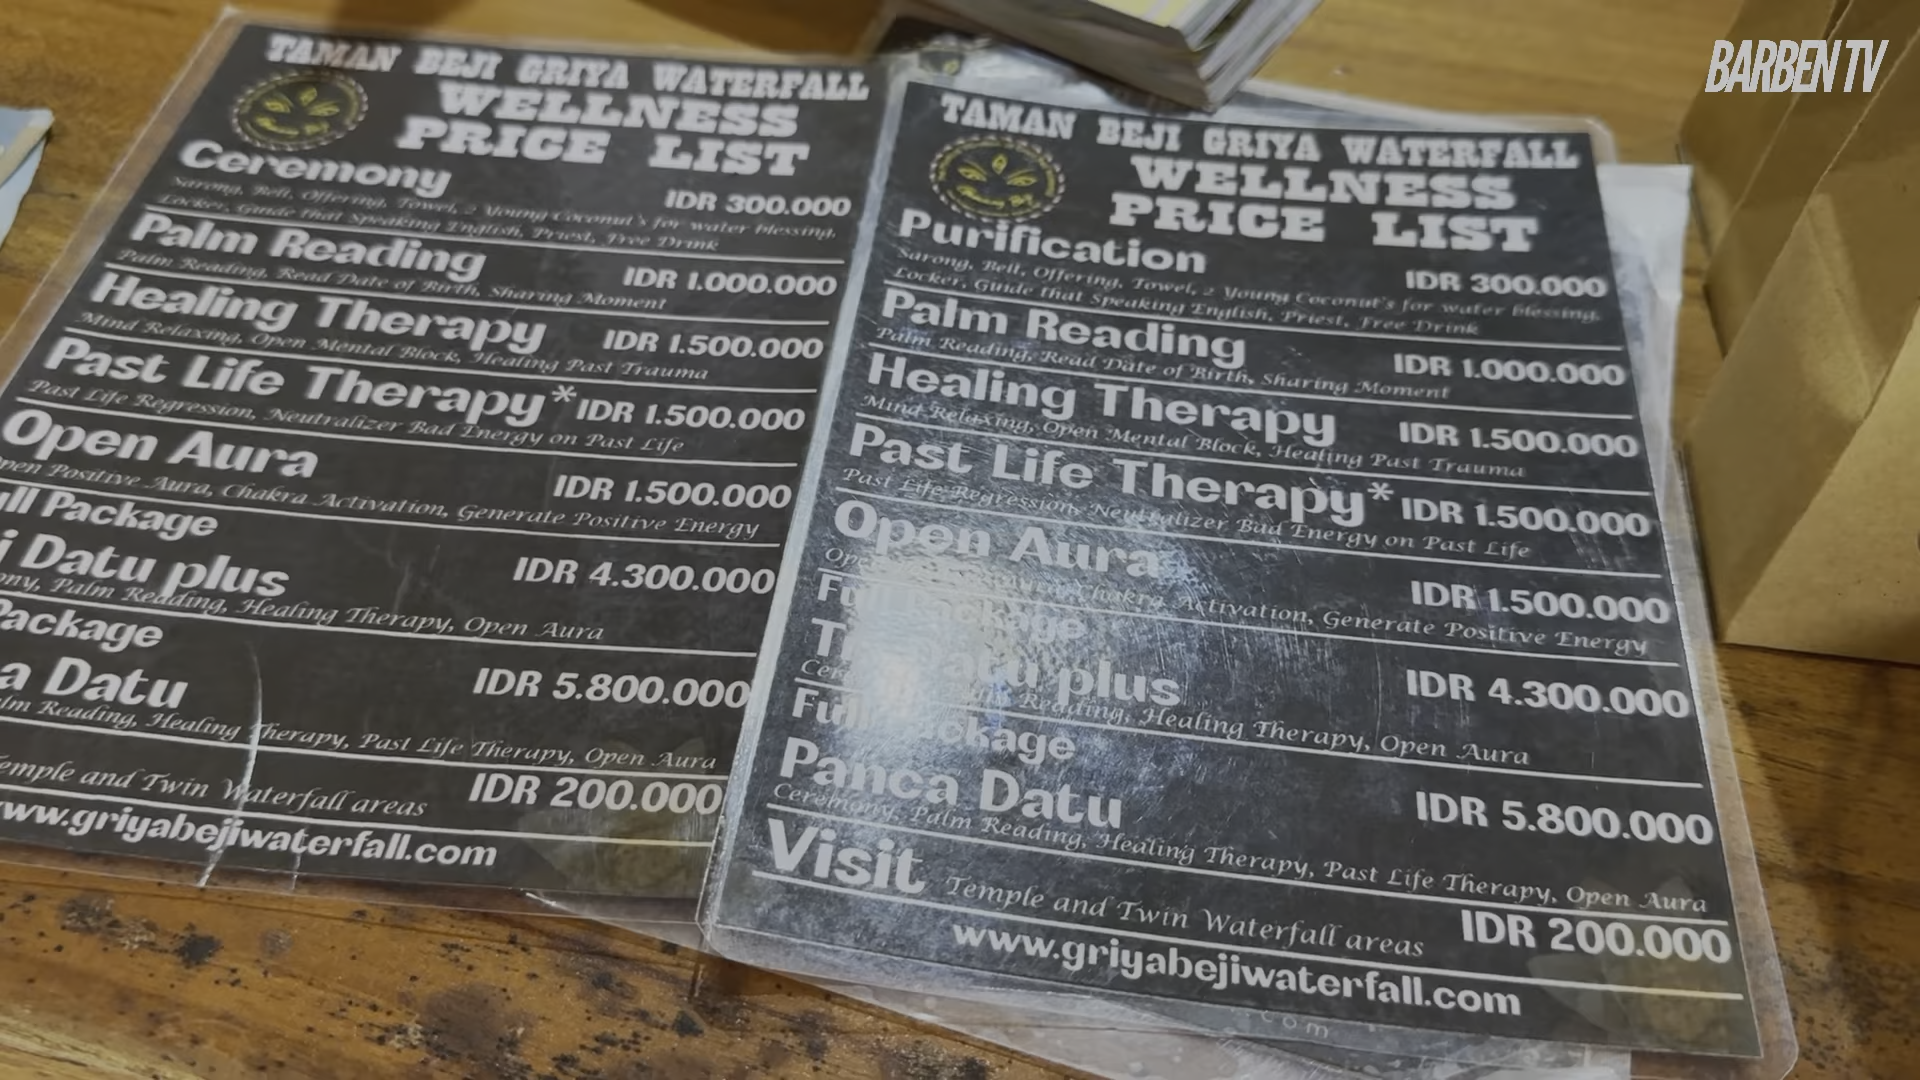 BARBEN TV
TAMAN BEJI GRIYA WATERFALL
WELLNESS
PRICE LIST
Ceremony IDR 300.000
Sarong, Bell, Offering, Towel, 2 Young Coconut's for water blessing,
Locker, Guide that Speaking English, Priest, Free Drink
Palm Reading IDR 1.000.000
Palm Reading, Read Date of Birth, Sharing Moment
Healing Therapy IDR 1.500.000
Mind Relaxing, Open Mental Block, Healing Past Trauma
Past Life Therapy* IDR 1.500.000
Past Life Regression, Neutralizer Bad Energy on Past Life
Open Aura IDR 1.500.000
pen Positive Aura, Chakra Activation, Generate Positive Energy
ll Package
i Datu plus IDR 4.300.000
ony, Palm Reading, Healing Therapy, Open Aura
Package
a Datu IDR 5.800.000
lm Reading, Healing Therapy, Past Life Therapy, Open Aura
emple and Twin Waterfall areas IDR 200.000
ww.griyabejiwaterfall.com
TAMAN BEJI GRIYA WATERFALL
WELLNESS
PRICE LIST
Purification IDR 300.000
Sarong, Bell, Offering, Towel, 2 Young Coconut's for water blessing,
Locker, Guide that Speaking English, Priest, Free Drink
Palm Reading IDR 1.000.000
Palm Reading, Read Date of Birth, Sharing Moment
Healing Therapy IDR 1.500.000
Mind Relaxing, Open Mental Block, Healing Past Trauma
Past Life Therapy* IDR 1.500.000
Past Life Regression, Neutralizer Bad Energy on Past Life
Open Aura IDR 1.500.000
Chakra Activation, Generate Positive Energy
Full Package
Tri Datu plus IDR 4.300.000
Palm Reading, Healing Therapy, Open Aura
Full Package
Panca Datu IDR 5.800.000
Ceremony, Palm Reading, Healing Therapy, Past Life Therapy, Open Aura
Visit Temple and Twin Waterfall areas IDR 200.000
www.griyabejiwaterfall.com
.com